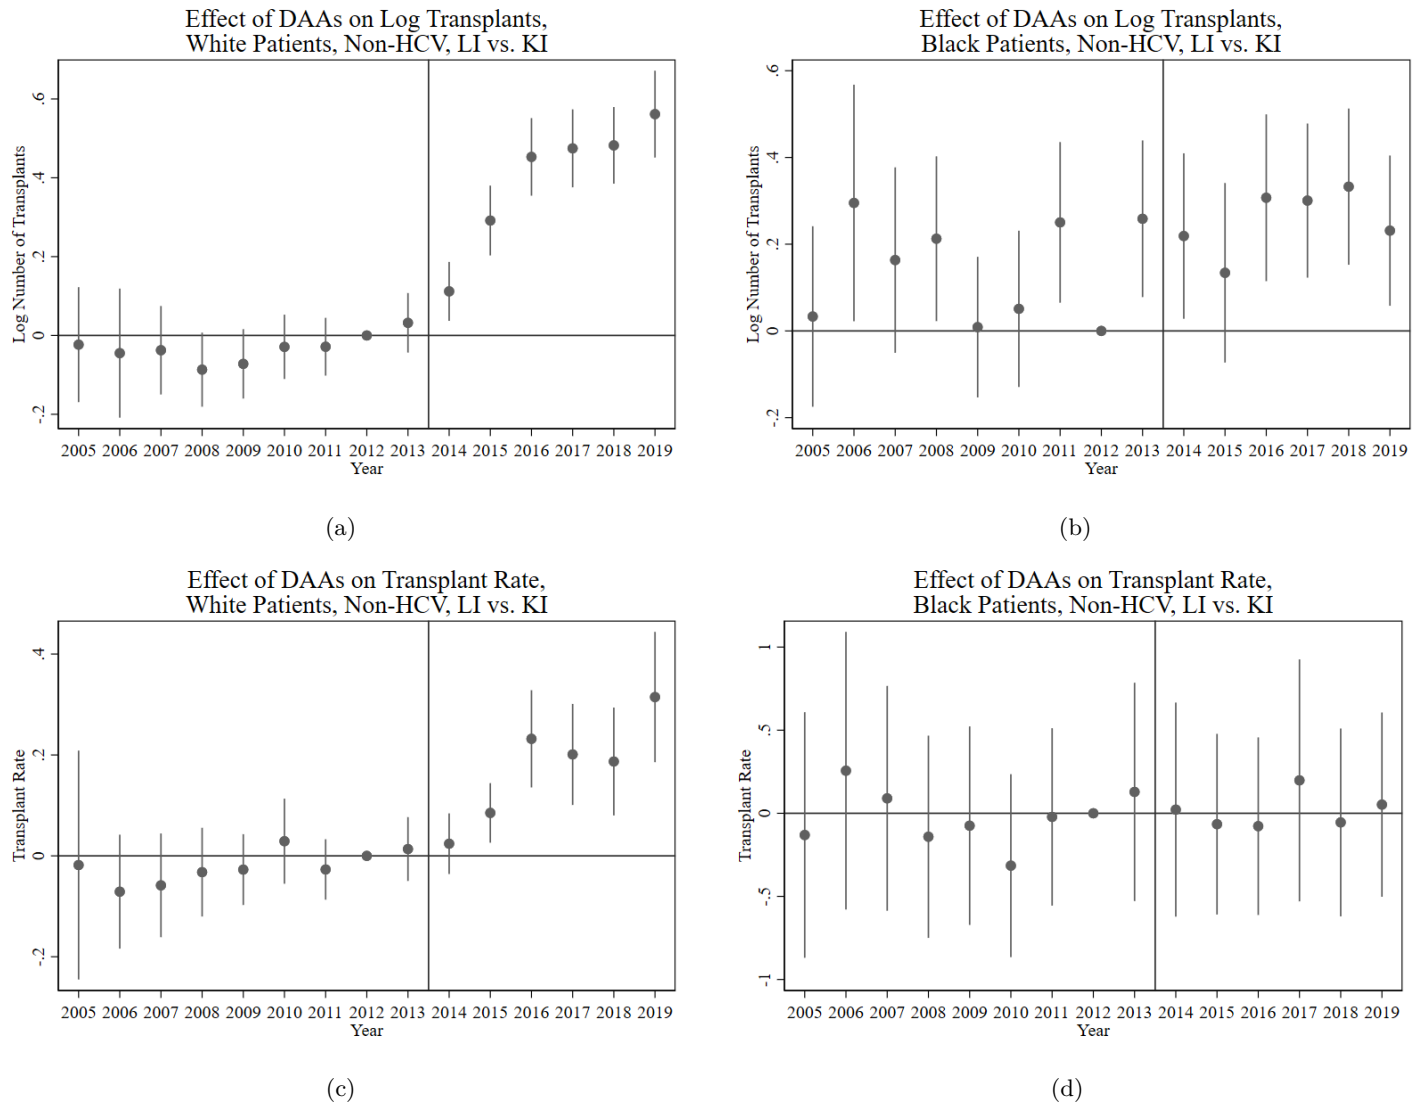 Effect of DAAs on Log Transplants,
White Patients, Non-HCV, LI vs. KI
Log Number of Transplants
.6
.4
.2
0
-.2
2005 2006 2007 2008 2009 2010 2011 2012 2013 2014 2015 2016 2017 2018 2019
Year
(a)
Effect of DAAs on Log Transplants,
Black Patients, Non-HCV, LI vs. KI
Log Number of Transplants
.6
.4
.2
0
-.2
2005 2006 2007 2008 2009 2010 2011 2012 2013 2014 2015 2016 2017 2018 2019
Year
(b)
Effect of DAAs on Transplant Rate,
White Patients, Non-HCV, LI vs. KI
Transplant Rate
.4
.2
0
-.2
2005 2006 2007 2008 2009 2010 2011 2012 2013 2014 2015 2016 2017 2018 2019
Year
(c)
Effect of DAAs on Transplant Rate,
Black Patients, Non-HCV, LI vs. KI
Transplant Rate
1
.5
0
-.5
-1
2005 2006 2007 2008 2009 2010 2011 2012 2013 2014 2015 2016 2017 2018 2019
Year
(d)